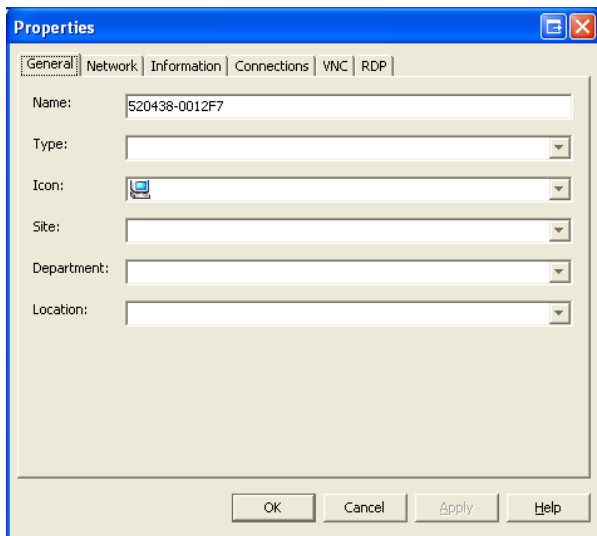 Properties
General Network Information Connections VNC RDP
Name: 520438-0012F7
Type:
Icon:
Site:
Department:
Location:
OK Cancel Apply Help